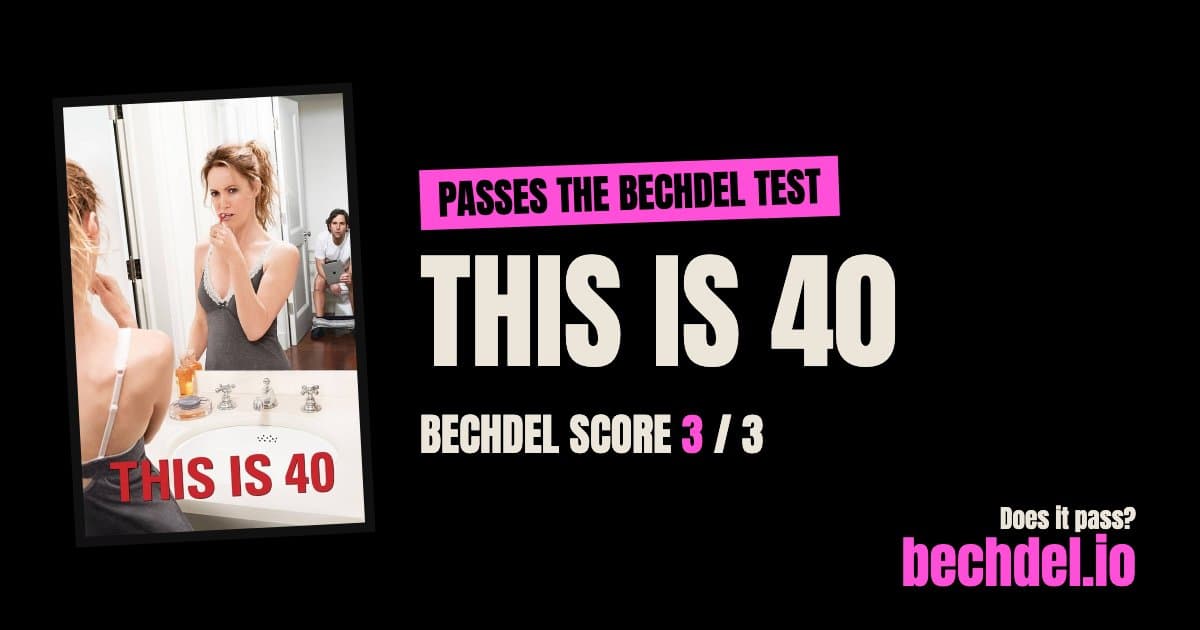 PASSES THE BECHDEL TEST
THIS IS 40
BECHDEL SCORE 3 / 3
THIS IS 40
Does it pass?
bechdel.io